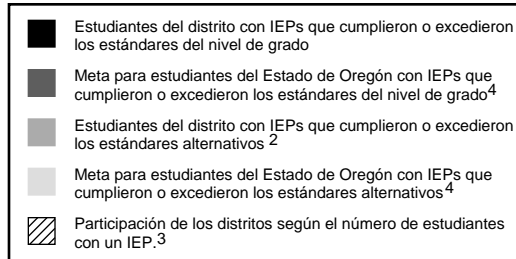 Estudiantes del distrito con IEPs que cumplieron o excedieron
los estándares del nivel de grado
Meta para estudiantes del Estado de Oregón con IEPs que
cumplieron o excedieron los estándares del nivel de grado4
Estudiantes del distrito con IEPs que cumplieron o excedieron
los estándares alternativos 2
Meta para estudiantes del Estado de Oregón con IEPs que
cumplieron o excedieron los estándares alternativos4
Participación de los distritos según el número de estudiantes
con un IEP.3